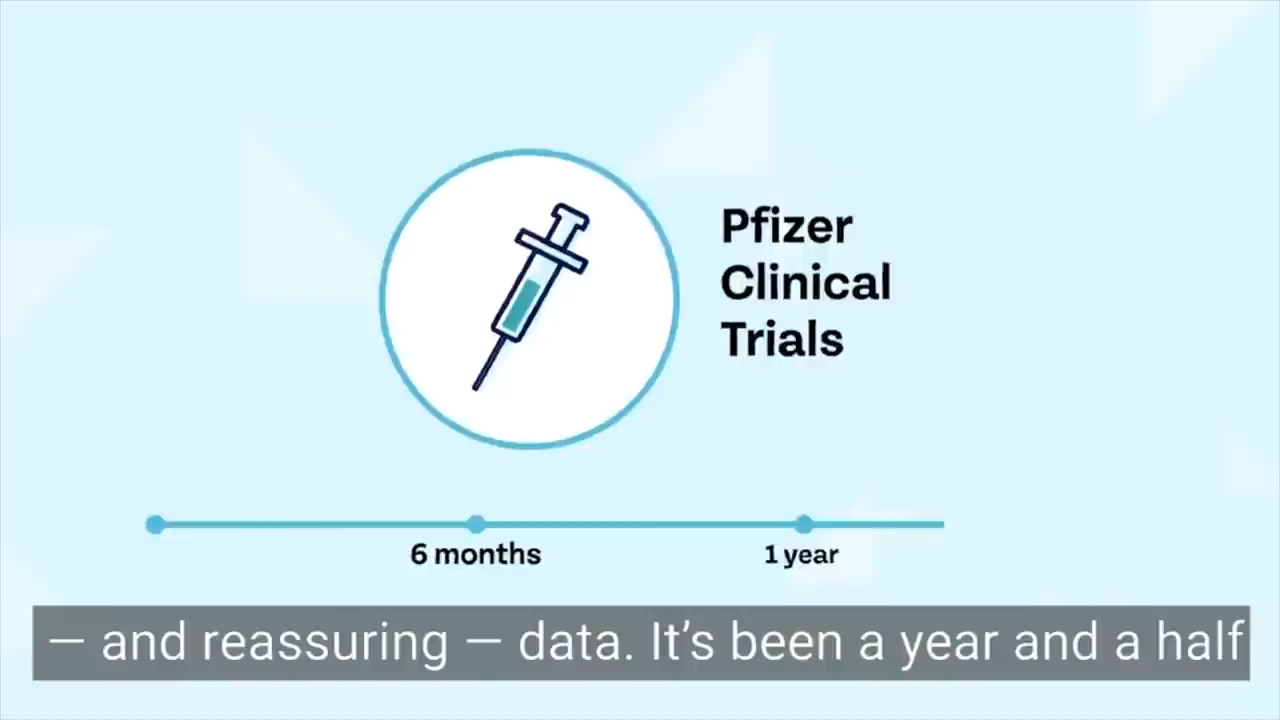 Pfizer
Clinical
Trials
6 months
1 year
— and reassuring — data. It’s been a year and a half